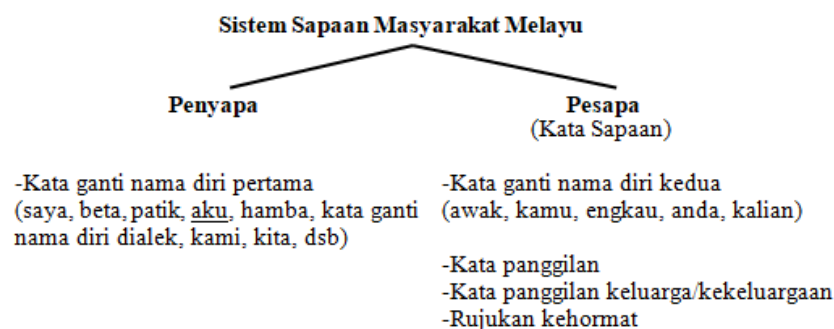 Sistem Sapaan Masyarakat Melayu
Penyapa
-Kata ganti nama diri pertama
(saya, beta, patik, aku, hamba, kata ganti
nama diri dialek, kami, kita, dsb)
Pesapa
(Kata Sapaan)
-Kata ganti nama diri kedua
(awak, kamu, engkau, anda, kalian)
-Kata panggilan
-Kata panggilan keluarga/kekeluargaan
-Rujukan kehormat